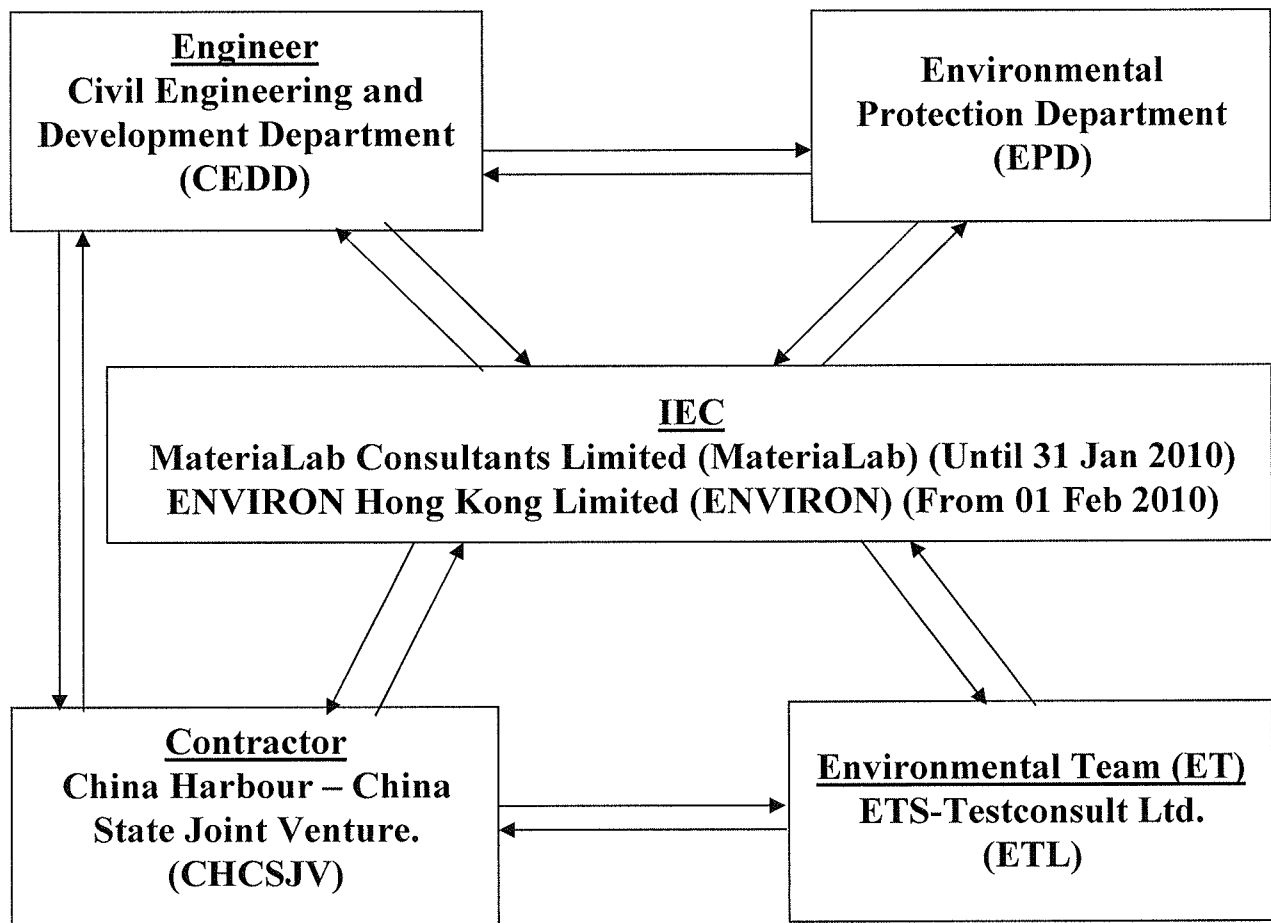 Engineer
Civil Engineering and
Development Department
(CEDD)
Environmental
Protection Department
(EPD)
IEC
MateriaLab Consultants Limited (MateriaLab) (Until 31 Jan 2010)
ENVIRON Hong Kong Limited (ENVIRON) (From 01 Feb 2010)
Contractor
China Harbour – China
State Joint Venture.
(CHCSJV)
Environmental Team (ET)
ETS-Testconsult Ltd.
(ETL)